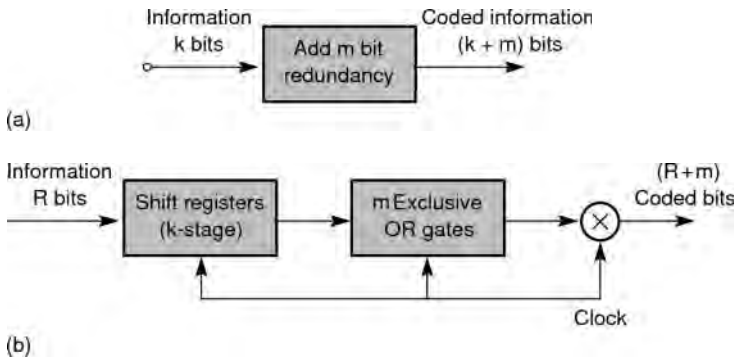 Information
k bits
Add m bit
redundancy
Coded information
(k + m) bits
(a)
Information
R bits
Shift registers
(k-stage)
m Exclusive
OR gates
(R + m)
Coded bits
Clock
(b)